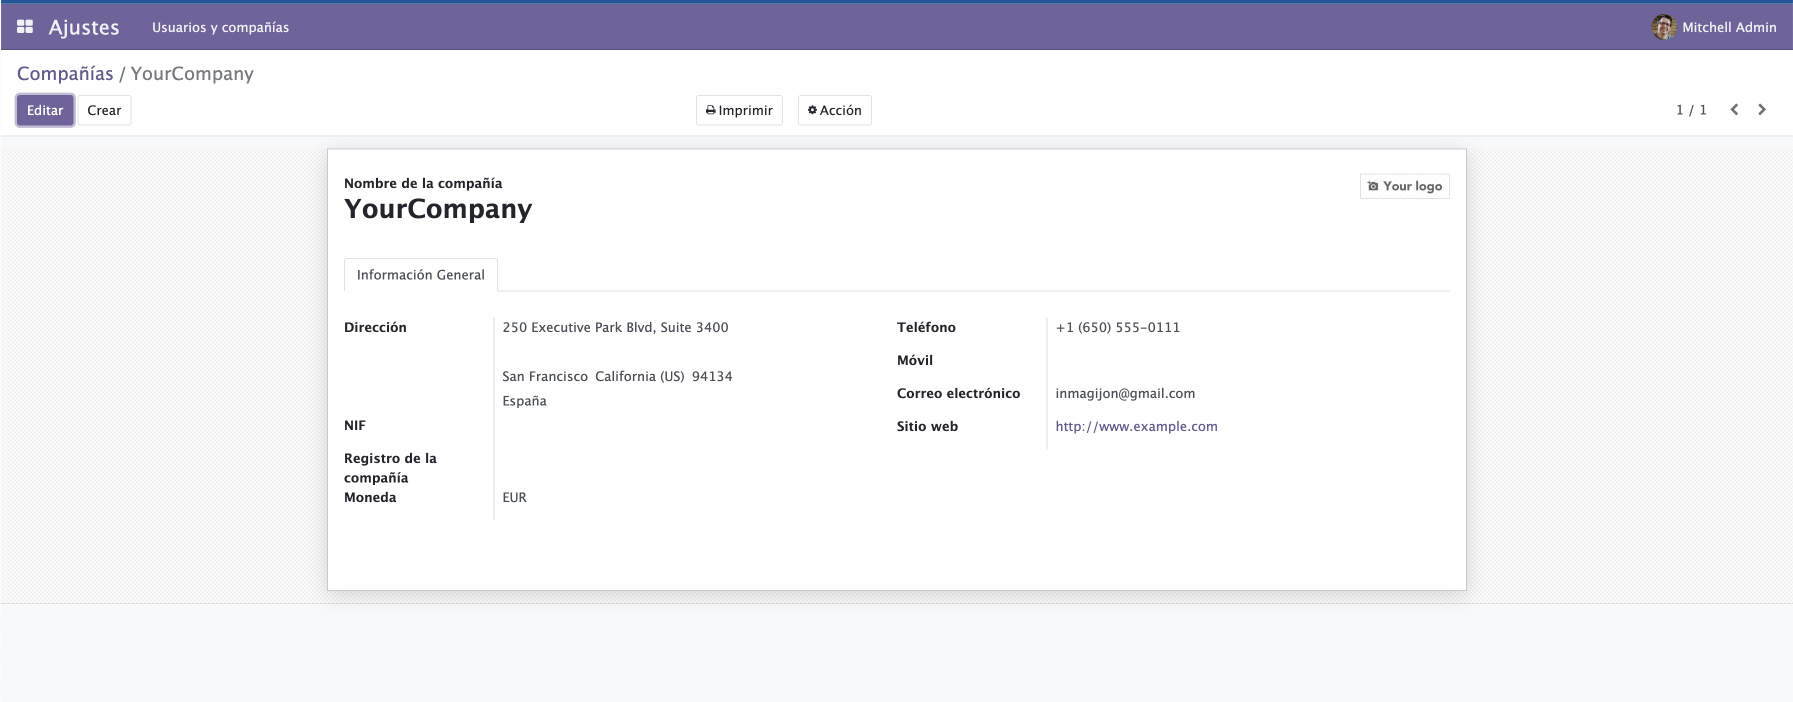 Ajustes Usuarios y compañías Mitchell Admin
Compañías / YourCompany
Editar Crear Imprimir Acción 1 / 1
Nombre de la compañía
YourCompany
Your logo
Información General
Dirección 250 Executive Park Blvd, Suite 3400
San Francisco California (US) 94134
España
NIF
Registro de la
compañía
Moneda EUR
Teléfono +1 (650) 555-0111
Móvil
Correo electrónico inmagijon@gmail.com
Sitio web http://www.example.com